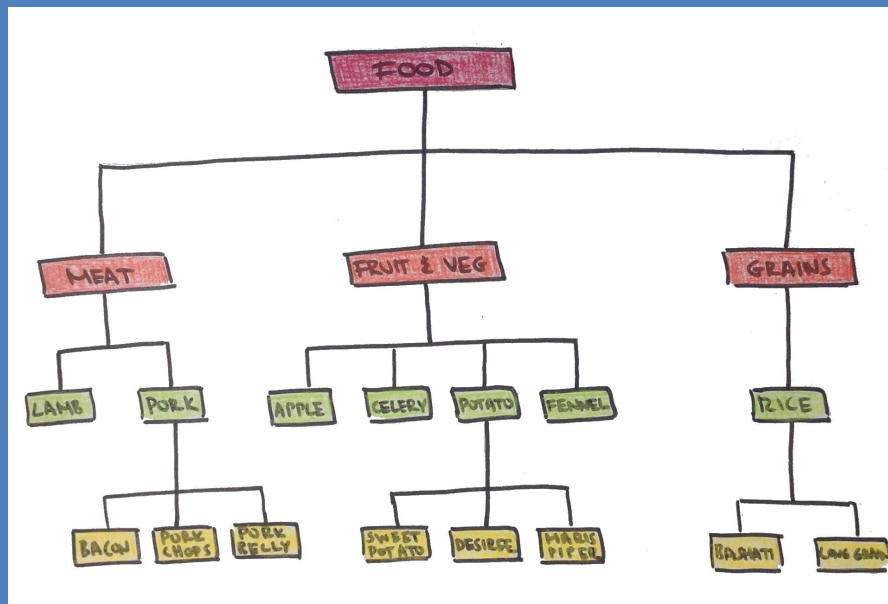 FOOD
MEAT
FRUIT & VEG
GRAINS
LAMB
PORK
APPLE
CELERY
POTATO
FENNEL
RICE
BACON
PORK
CHOPS
PORK
BELLY
SWEET
POTATO
DESIREE
MARIS
PIPER
BASMATI
LONG GRAIN